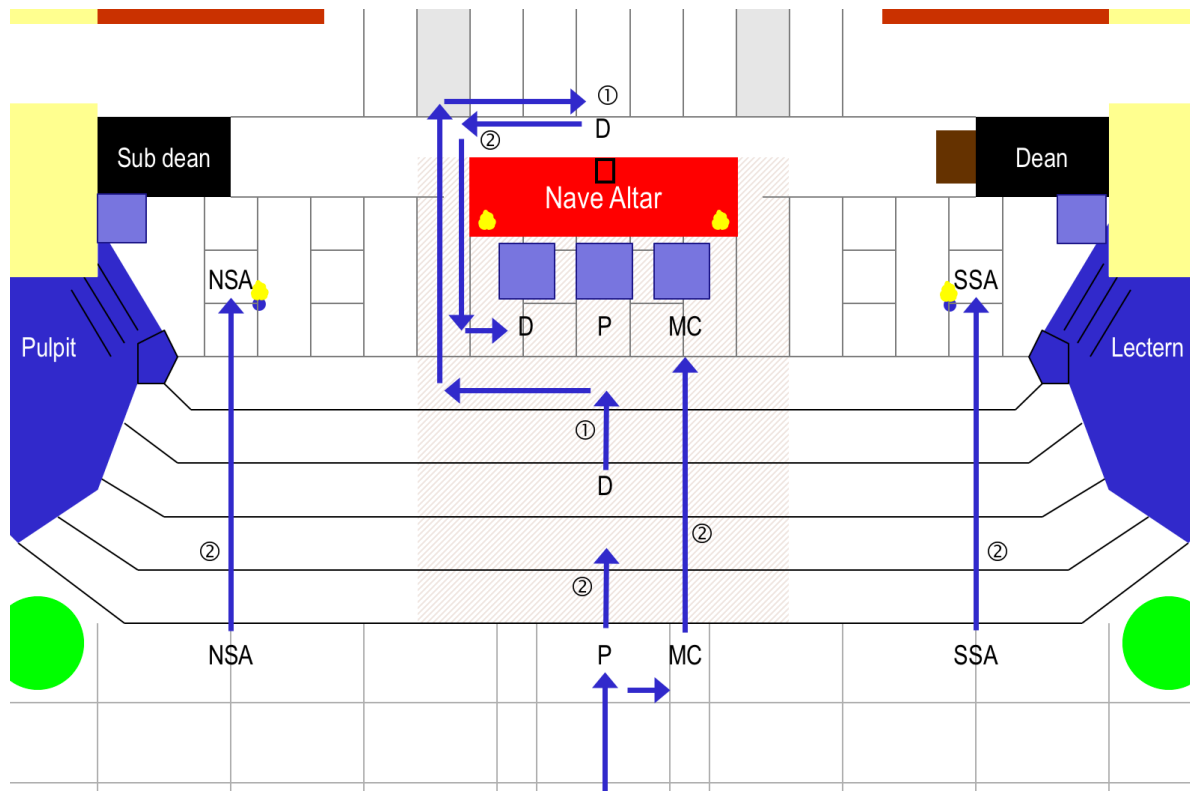 ①
D
②
Sub dean
Dean
Nave Altar
NSA
SSA
D
P
MC
Pulpit
Lectern
①
D
②
②
②
②
NSA
P
MC
SSA